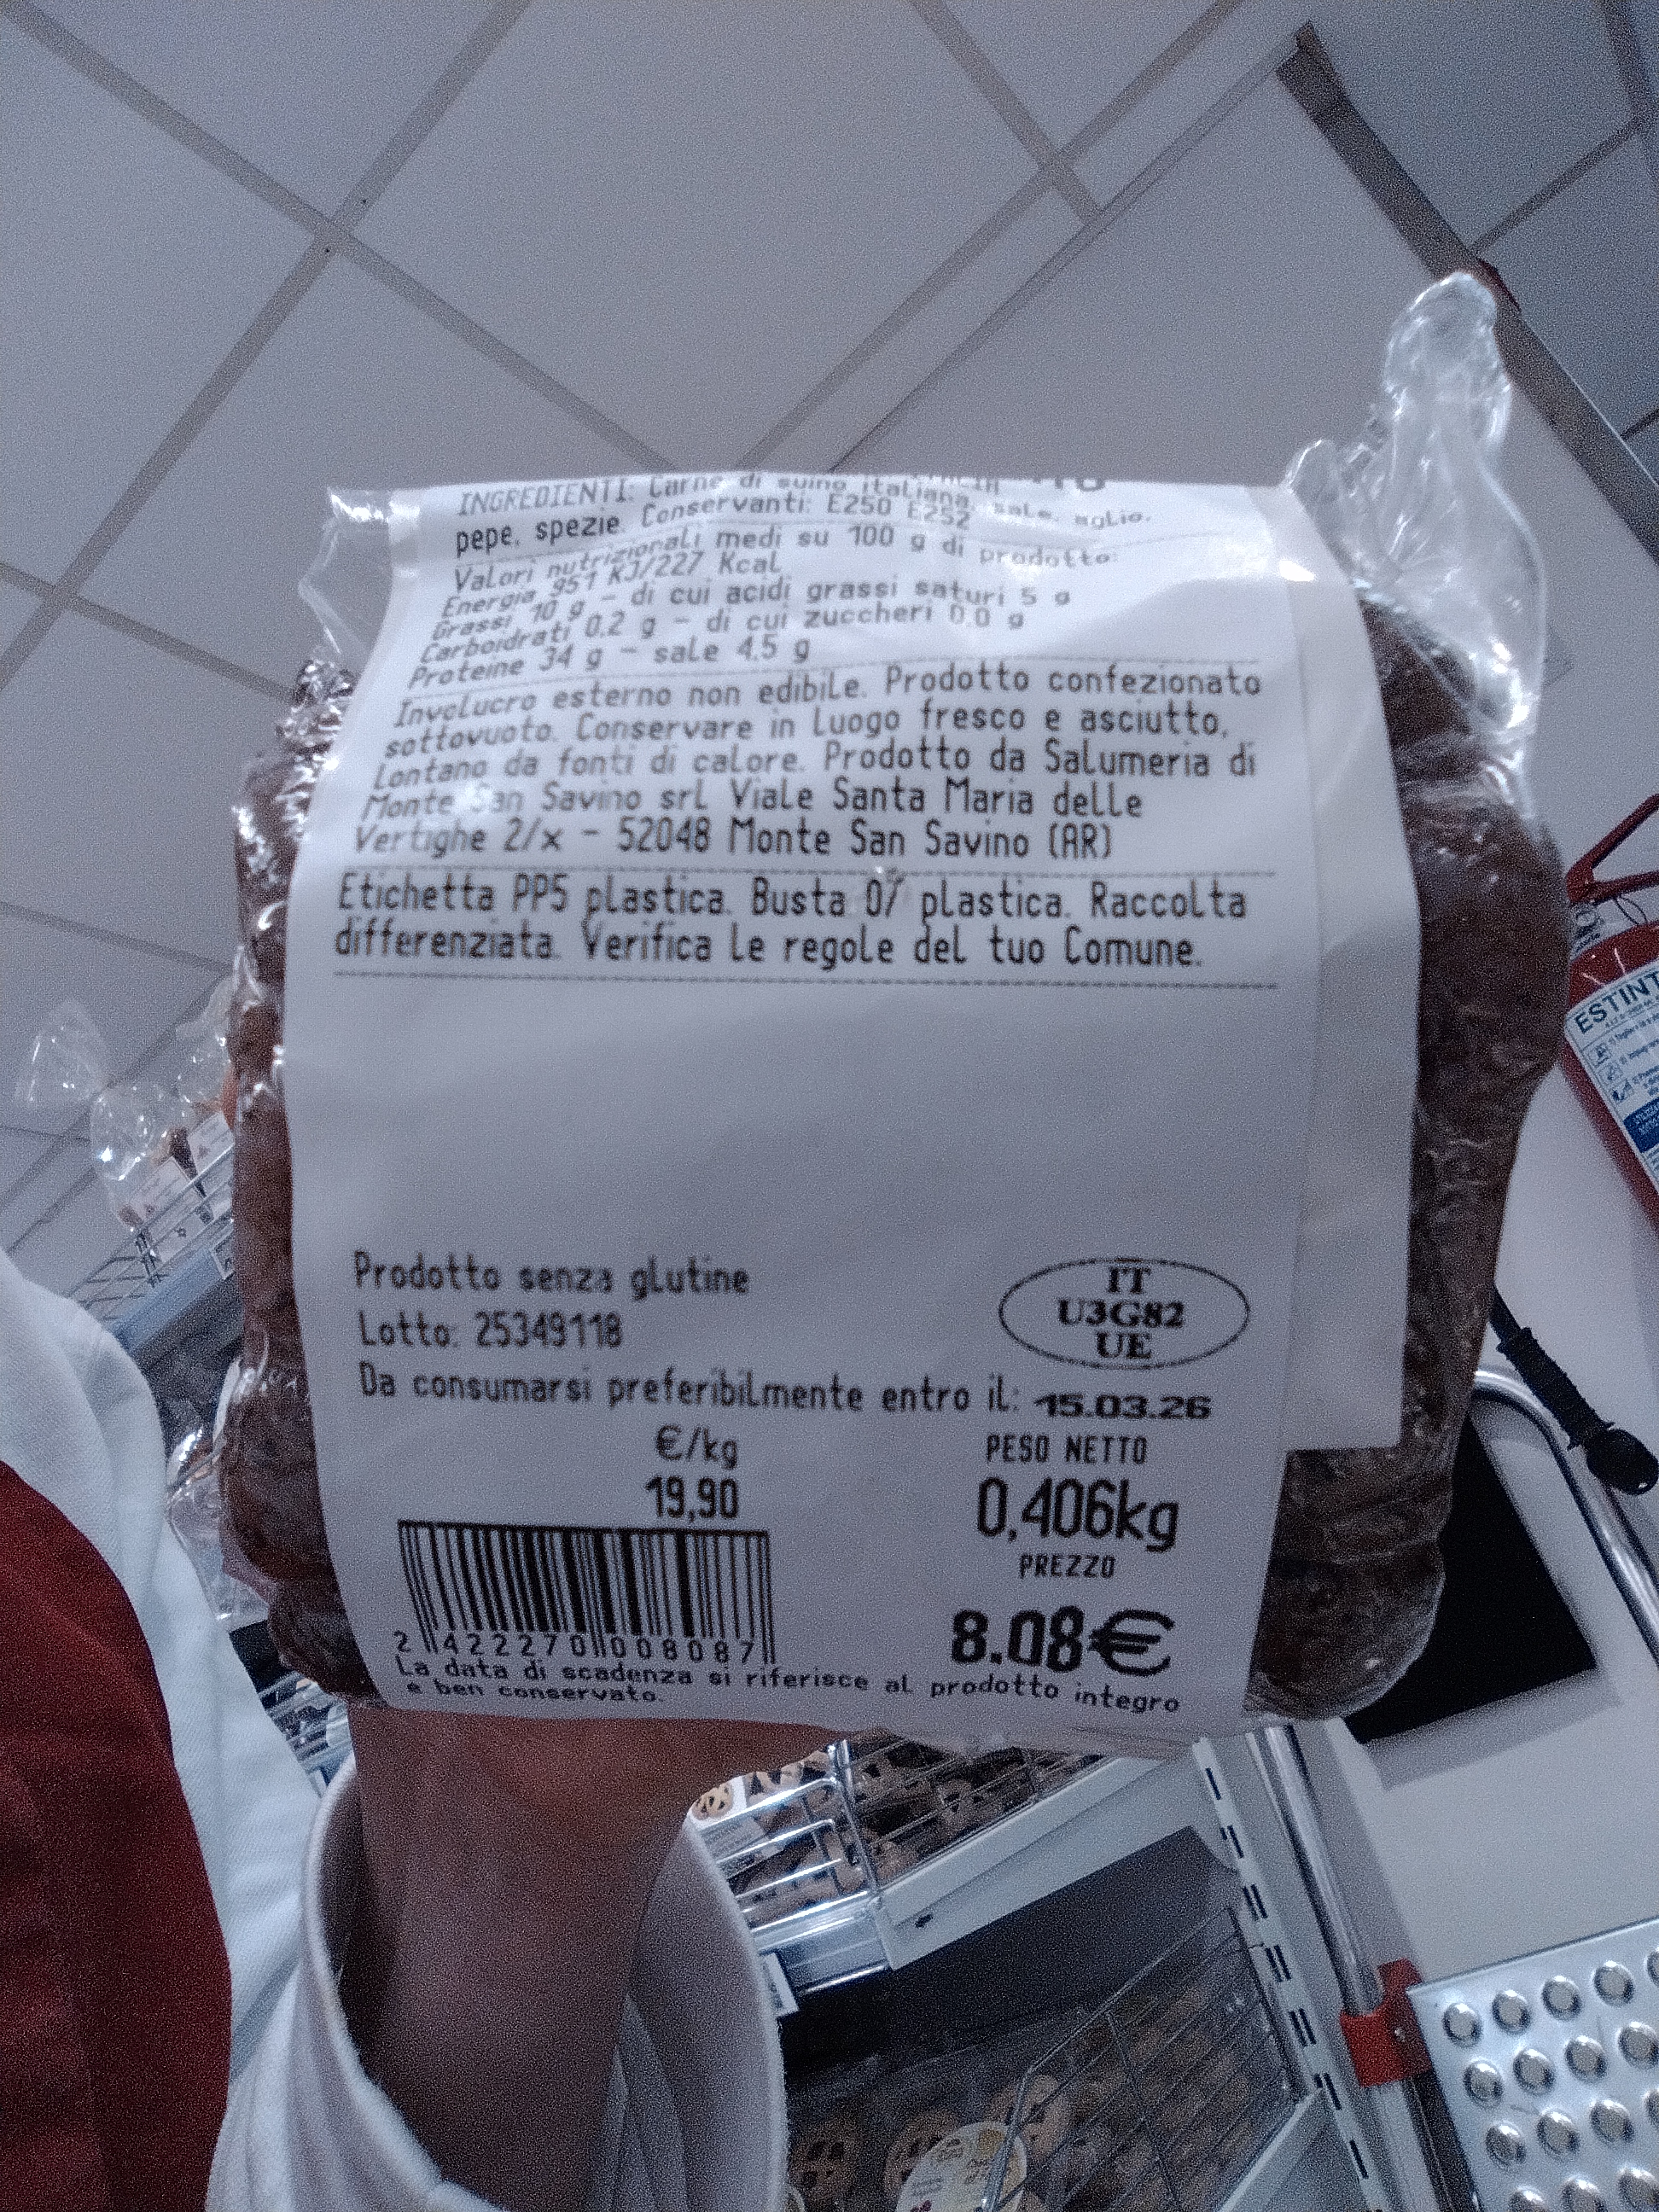 INGREDIENTI: Carne di suino italiana, sale, aglio,
pepe, spezie. Conservanti: E250 E252
Valori nutrizionali medi su 100 g di prodotto:
Energia 951 KJ/227 Kcal
Grassi 10 g - di cui acidi grassi saturi 5 g
Carboidrati 0,2 g - di cui zuccheri 0,0 g
Proteine 34 g - sale 4,5 g
Involucro esterno non edibile. Prodotto confezionato
sottovuoto. Conservare in luogo fresco e asciutto,
lontano da fonti di calore. Prodotto da Salumeria di
Monte San Savino srl Viale Santa Maria delle
Vertighe 2/x - 52048 Monte San Savino (AR)
Etichetta PP5 plastica. Busta 07 plastica. Raccolta
differenziata. Verifica le regole del tuo Comune.
Prodotto senza glutine
Lotto: 25349118
IT
U3G82
UE
Da consumarsi preferibilmente entro il: 15.03.26
€/kg
19,90
PESO NETTO
0,406kg
PREZZO
8.08€
2 422270 008087
La data di scadenza si riferisce al prodotto integro
e ben conservato.
ESTINT